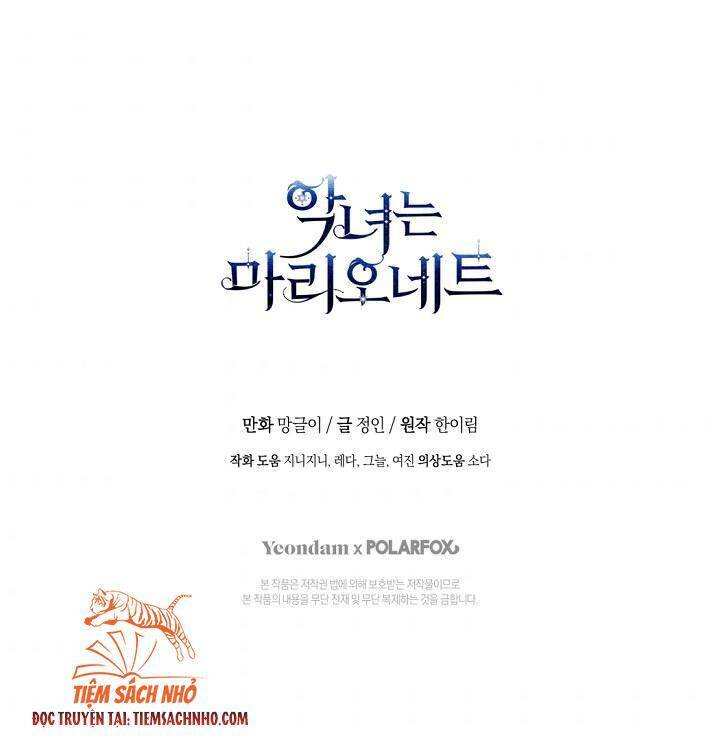 악녀는
마리오네트
만화 망글이 / 글 정인 / 원작 한이림
작화 도움 지니지니, 레다, 그늘, 여진 의상도움 소다
Yeondam x POLARFOX
본 작품은 저작권 법에 의해 보호받는 저작물이므로
본 작품의 내용을 무단 전재 및 무단 복제하는 것을 금합니다.
TIỆM SÁCH NHỎ
ĐỌC TRUYỆN TẠI: TIEMSACHNHO.COM